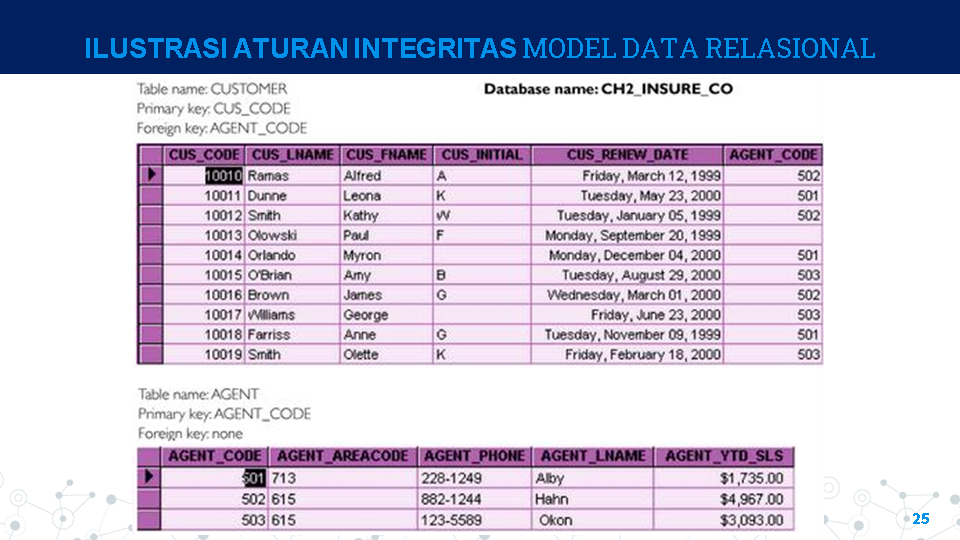 ILUSTRASI ATURAN INTEGRITAS MODEL DATA RELASIONAL
Table name: CUSTOMER Database name: CH2_INSURE_CO
Primary key: CUS_CODE
Foreign key: AGENT_CODE
CUS_CODE CUS_LNAME CUS_FNAME CUS_INITIAL CUS_RENEW_DATE AGENT_CODE
10010 Ramas Alfred A Friday, March 12, 1999 502
10011 Dunne Leona K Tuesday, May 23, 2000 501
10012 Smith Kathy W Tuesday, January 05, 1999 502
10013 Olowski Paul F Monday, September 20, 1999
10014 Orlando Myron Monday, December 04, 2000 501
10015 O'Brian Amy B Tuesday, August 29, 2000 503
10016 Brown James G Wednesday, March 01, 2000 502
10017 Williams George Friday, June 23, 2000 503
10018 Farriss Anne G Tuesday, November 09, 1999 501
10019 Smith Olette K Friday, February 18, 2000 503
Table name: AGENT
Primary key: AGENT_CODE
Foreign key: none
AGENT_CODE AGENT_AREACODE AGENT_PHONE AGENT_LNAME AGENT_YTD_SLS
501 713 228-1249 Alby $1,735.00
502 615 882-1244 Hahn $4,967.00
503 615 123-5589 Okon $3,093.00
25